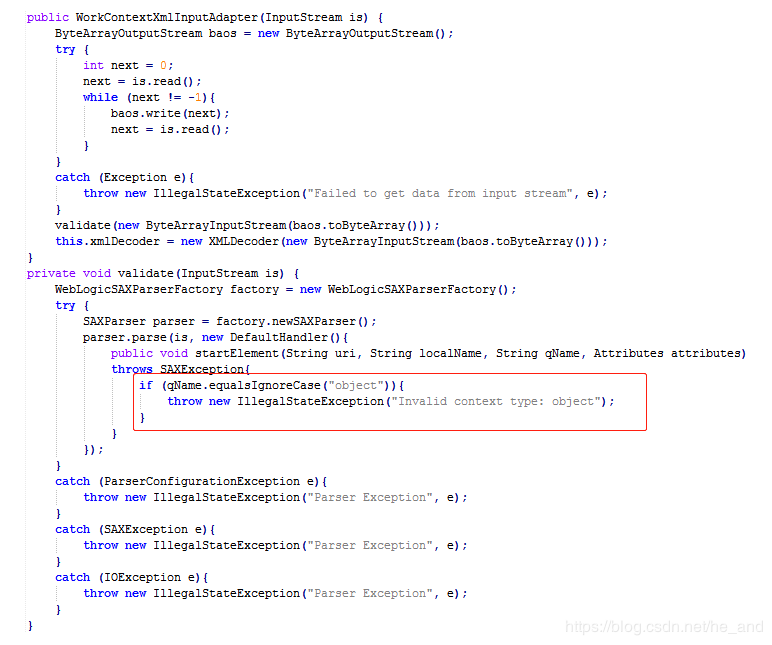 public WorkContextXmlInputAdapter(InputStream is) {
    ByteArrayOutputStream baos = new ByteArrayOutputStream();
    try {
        int next = 0;
        next = is.read();
        while (next != -1){
            baos.write(next);
            next = is.read();
        }
    }
    catch (Exception e){
        throw new IllegalStateException("Failed to get data from input stream", e);
    }
    validate(new ByteArrayInputStream(baos.toByteArray()));
    this.xmlDecoder = new XMLDecoder(new ByteArrayInputStream(baos.toByteArray()));
}
private void validate(InputStream is) {
    WebLogicSAXParserFactory factory = new WebLogicSAXParserFactory();
    try {
        SAXParser parser = factory.newSAXParser();
        parser.parse(is, new DefaultHandler(){
            public void startElement(String uri, String localName, String qName, Attributes attributes)
            throws SAXException{
                if (qName.equalsIgnoreCase("object")){
                    throw new IllegalStateException("Invalid context type: object");
                }
            }
        });
    }
    catch (ParserConfigurationException e){
        throw new IllegalStateException("Parser Exception", e);
    }
    catch (SAXException e){
        throw new IllegalStateException("Parser Exception", e);
    }
    catch (IOException e){
        throw new IllegalStateException("Parser Exception", e);
    }
}
https://blog.csdn.net/he_and